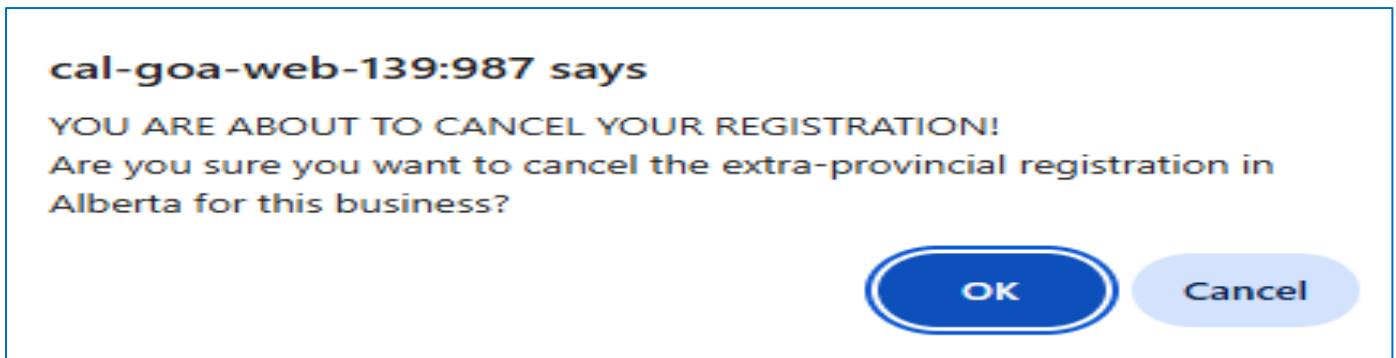 cal-goa-web-139:987 says
YOU ARE ABOUT TO CANCEL YOUR REGISTRATION!
Are you sure you want to cancel the extra-provincial registration in
Alberta for this business?
OK Cancel